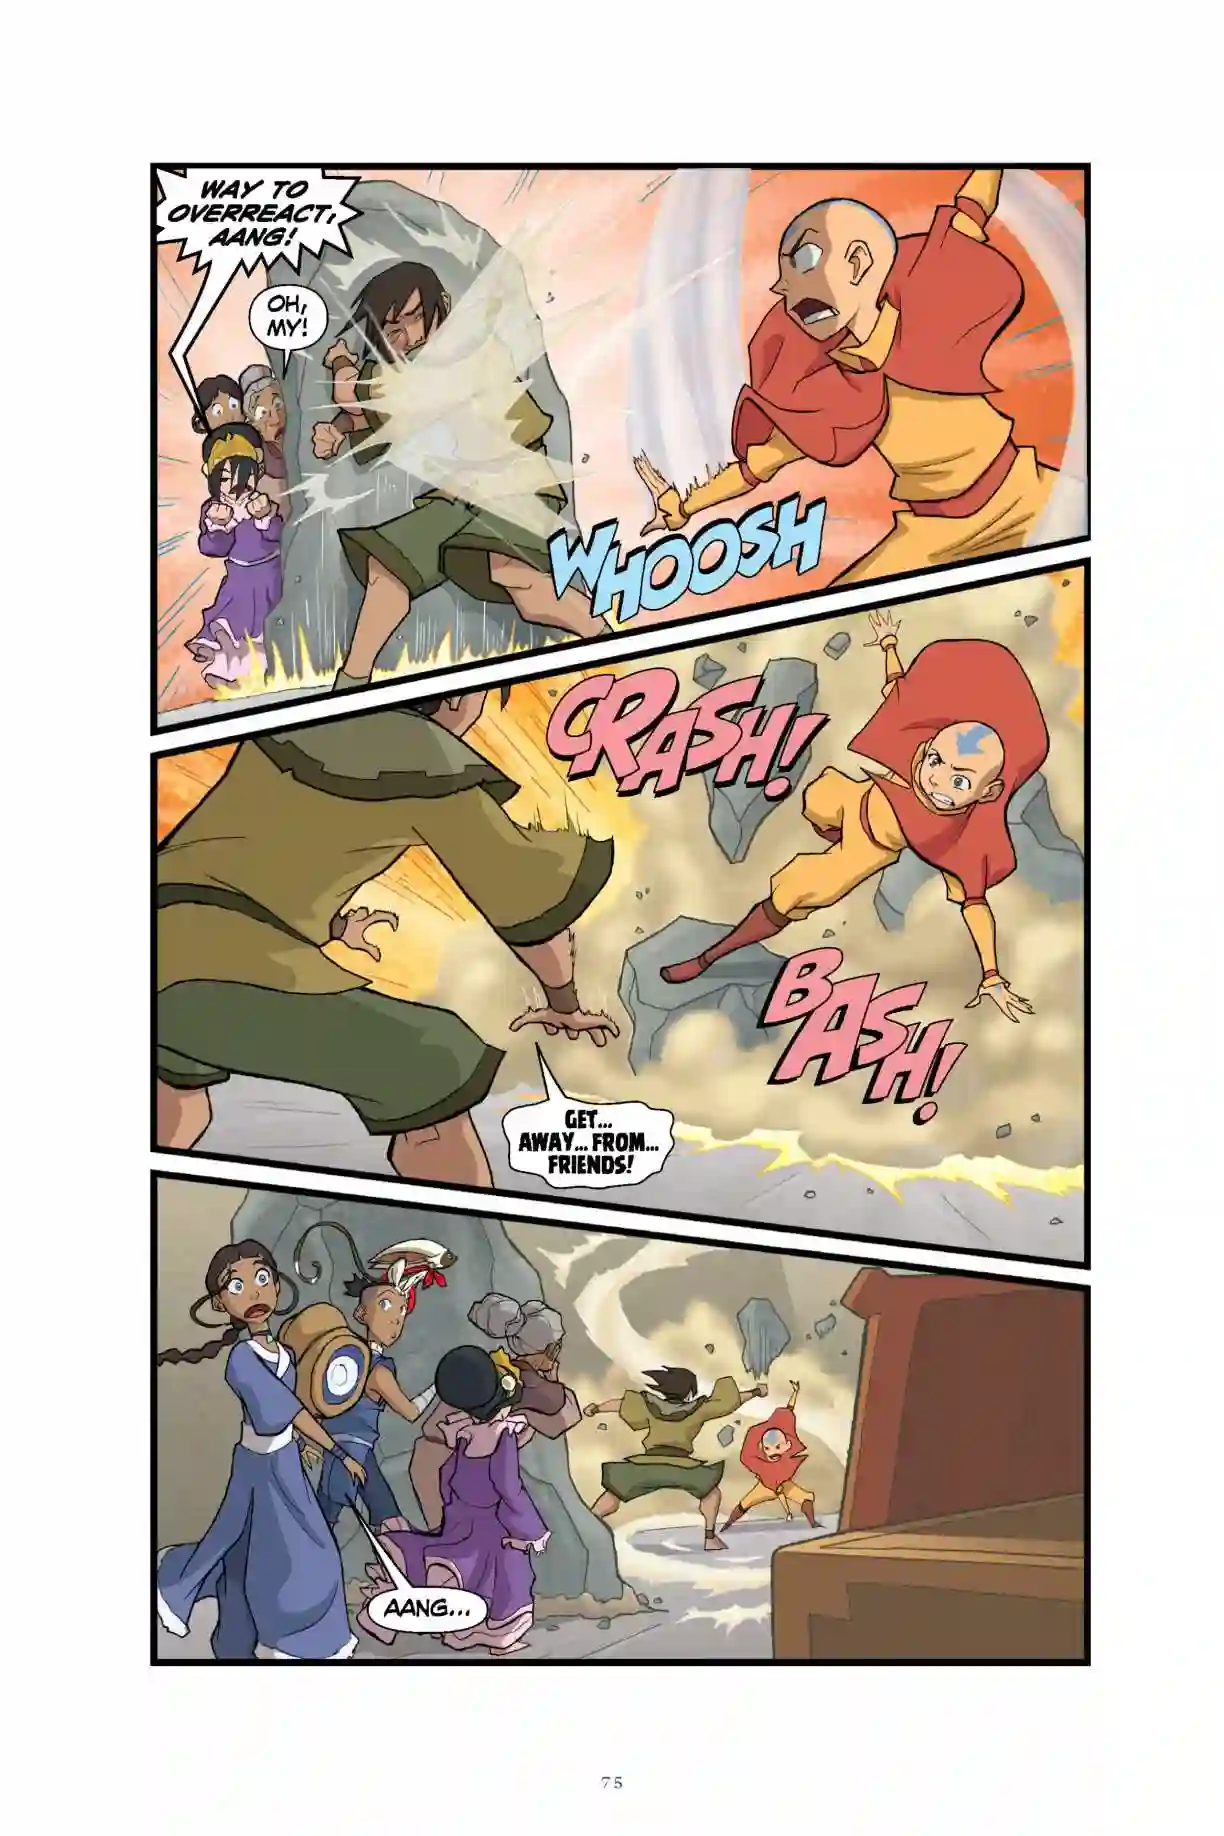 WAY TO
OVERREACT,
AANG!
OH,
MY!
WHOOSH
CRASH!
BASH!
GET...
AWAY... FROM...
FRIENDS!
AANG...
75